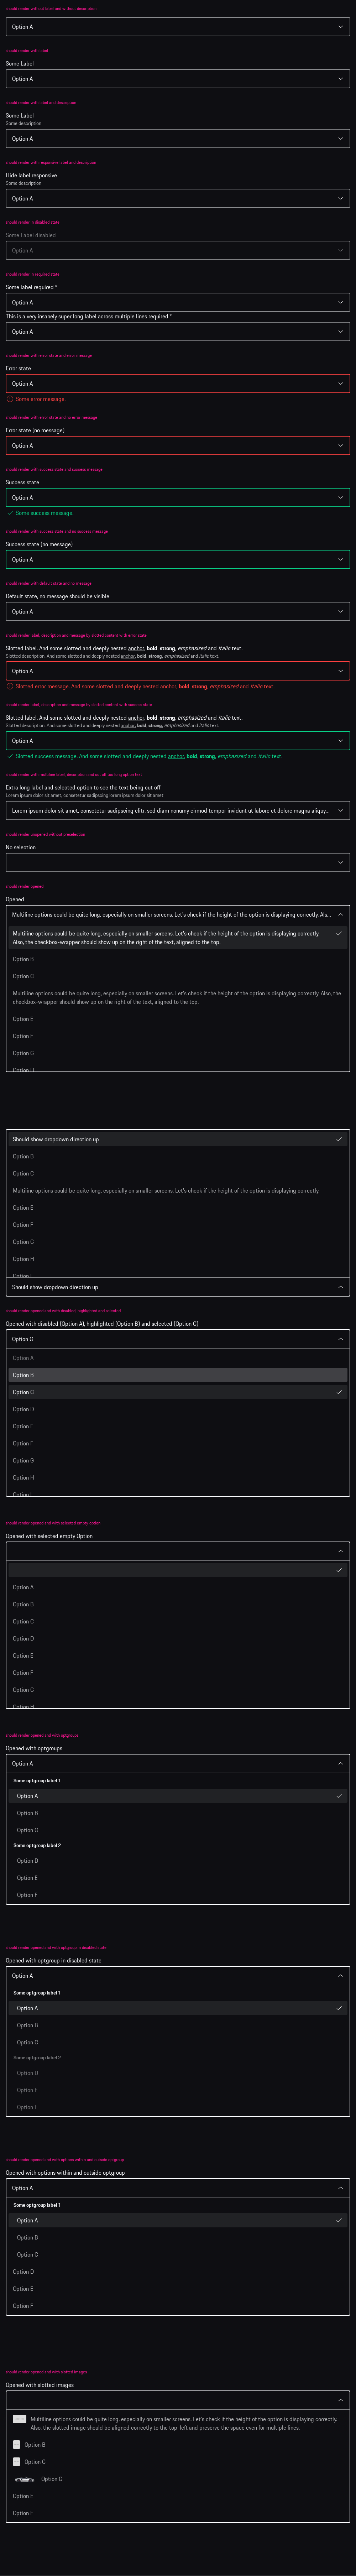 should render without label and without description
Option A
should render with label
Some Label
Option A
should render with label and description
Some Label
Some description
Option A
should render with responsive label and description
Hide label responsive
Some description
Option A
should render in disabled state
Some Label disabled
Option A
should render in required state
Some label required *
Option A
This is a very insanely super long label across multiple lines required *
Option A
should render with error state and error message
Error state
Option A
Some error message.
should render with error state and no error message
Error state (no message)
Option A
should render with success state and success message
Success state
Option A
Some success message.
should render with success state and no success message
Success state (no message)
Option A
should render with default state and no message
Default state, no message should be visible
Option A
should render label, description and message by slotted content with error state
Slotted label. And some slotted and deeply nested anchor, bold, strong, emphasized and italic text.
Slotted description. And some slotted and deeply nested anchor, bold, strong, emphasized and italic text.
Option A
Slotted error message. And some slotted and deeply nested anchor, bold, strong, emphasized and italic text.
should render label, description and message by slotted content with success state
Slotted label. And some slotted and deeply nested anchor, bold, strong, emphasized and italic text.
Slotted description. And some slotted and deeply nested anchor, bold, strong, emphasized and italic text.
Option A
Slotted success message. And some slotted and deeply nested anchor, bold, strong, emphasized and italic text.
should render with multiline label, description and cut off too long option text
Extra long label and selected option to see the text being cut off
Lorem ipsum dolor sit amet, consetetur sadipscing lorem ipsum dolor sit amet
Lorem ipsum dolor sit amet, consetetur sadipscing elitr, sed diam nonumy eirmod tempor invidunt ut labore et dolore magna aliquy...
should render unopened without preselection
No selection
should render opened
Opened
Multiline options could be quite long, especially on smaller screens. Let's check if the height of the option is displaying correctly. Als...
Multiline options could be quite long, especially on smaller screens. Let's check if the height of the option is displaying correctly.
Also, the checkbox-wrapper should show up on the right of the text, aligned to the top.
Option B
Option C
Multiline options could be quite long, especially on smaller screens. Let's check if the height of the option is displaying correctly. Also, the
checkbox-wrapper should show up on the right of the text, aligned to the top.
Option E
Option F
Option G
Option H
Should show dropdown direction up
Option B
Option C
Multiline options could be quite long, especially on smaller screens. Let's check if the height of the option is displaying correctly.
Option E
Option F
Option G
Option H
Option I
Should show dropdown direction up
should render opened and with disabled, highlighted and selected
Opened with disabled (Option A), highlighted (Option B) and selected (Option C)
Option C
Option A
Option B
Option C
Option D
Option E
Option F
Option G
Option H
Option I
should render opened and with selected empty option
Opened with selected empty Option
Option A
Option B
Option C
Option D
Option E
Option F
Option G
Option H
should render opened and with optgroups
Opened with optgroups
Option A
Some optgroup label 1
Option A
Option B
Option C
Some optgroup label 2
Option D
Option E
Option F
should render opened and with optgroup in disabled state
Opened with optgroup in disabled state
Option A
Some optgroup label 1
Option A
Option B
Option C
Some optgroup label 2
Option D
Option E
Option F
should render opened and with options within and outside optgroup
Opened with options within and outside optgroup
Option A
Some optgroup label 1
Option A
Option B
Option C
Option D
Option E
Option F
should render opened and with slotted images
Opened with slotted images
Multiline options could be quite long, especially on smaller screens. Let's check if the height of the option is displaying correctly.
Also, the slotted image should be aligned correctly to the top-left and preserve the space even for multiple lines.
Option B
Option C
Option C
Option E
Option F